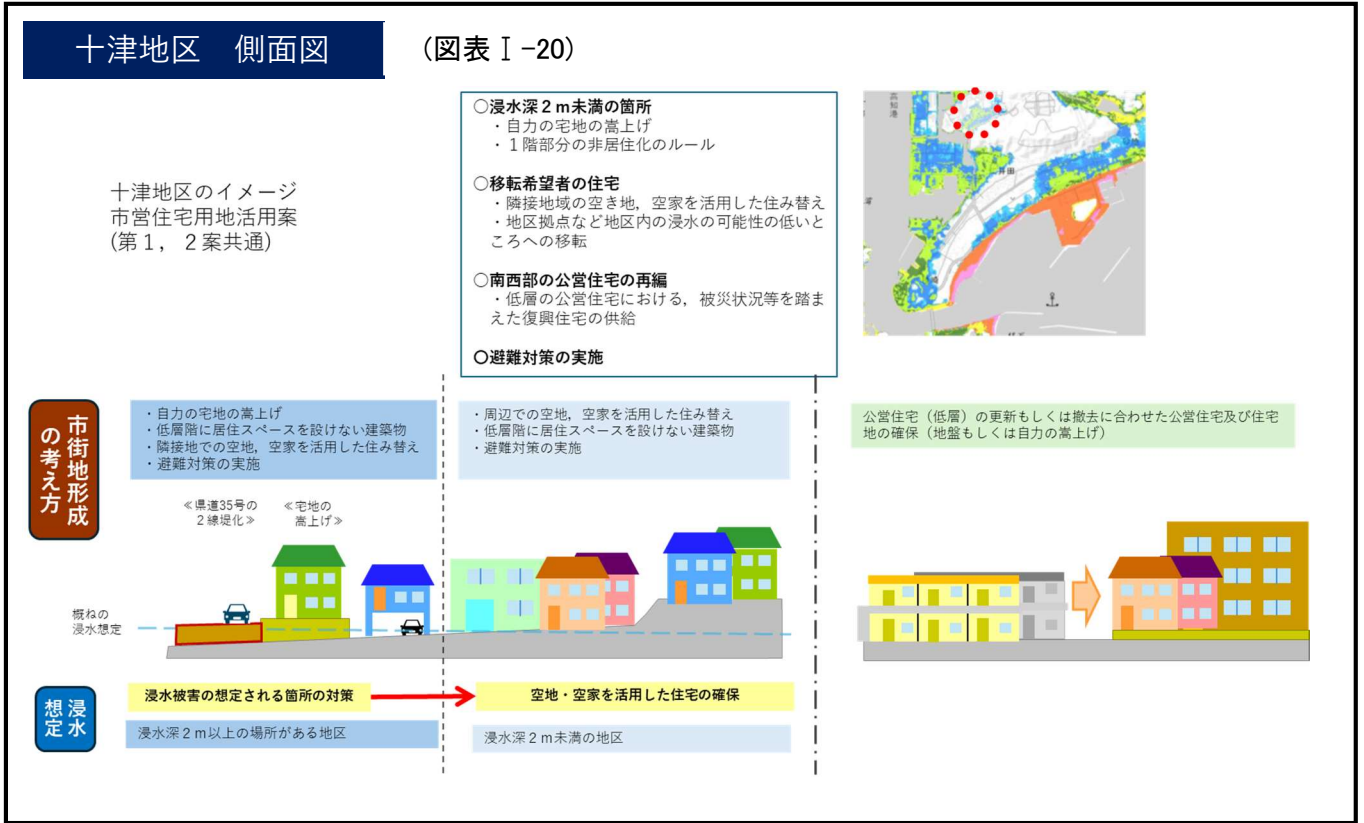 十津地区 側面図
(図表Ⅰ-20)
十津地区のイメージ
市営住宅用地活用案
(第1, 2案共通)
○浸水深2m未満の箇所
・自力の宅地の嵩上げ
・1階部分の非居住化のルール
○移転希望者の住宅
・隣接地域の空き地, 空家を活用した住み替え
・地区拠点など地区内の浸水の可能性の低いと
ころへの移転
○南西部の公営住宅の再編
・低層の公営住宅における, 被災状況等を踏ま
えた復興住宅の供給
○避難対策の実施
高知港
井田
市街地形成
の考え方
・自力の宅地の嵩上げ
・低層階に居住スペースを設けない建築物
・隣接地での空地, 空家を活用した住み替え
・避難対策の実施
・周辺での空地, 空家を活用した住み替え
・低層階に居住スペースを設けない建築物
・避難対策の実施
公営住宅（低層）の更新もしくは撤去に合わせた公営住宅及び住宅
地の確保（地盤もしくは自力の嵩上げ）
≪県道35号の
2線堤化≫
≪宅地の
嵩上げ≫
概ねの
浸水想定
浸水
想定
浸水被害の想定される箇所の対策
空地・空家を活用した住宅の確保
浸水深2m以上の場所がある地区
浸水深2m未満の地区